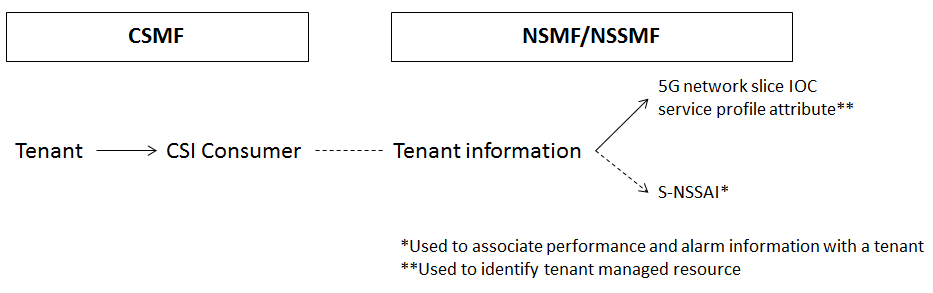 CSMF
NSMF/NSSMF
5G network slice IOC
service profile attribute**
Tenant
CSI Consumer
Tenant information
S-NSSAI*
*Used to associate performance and alarm information with a tenant
**Used to identify tenant managed resource